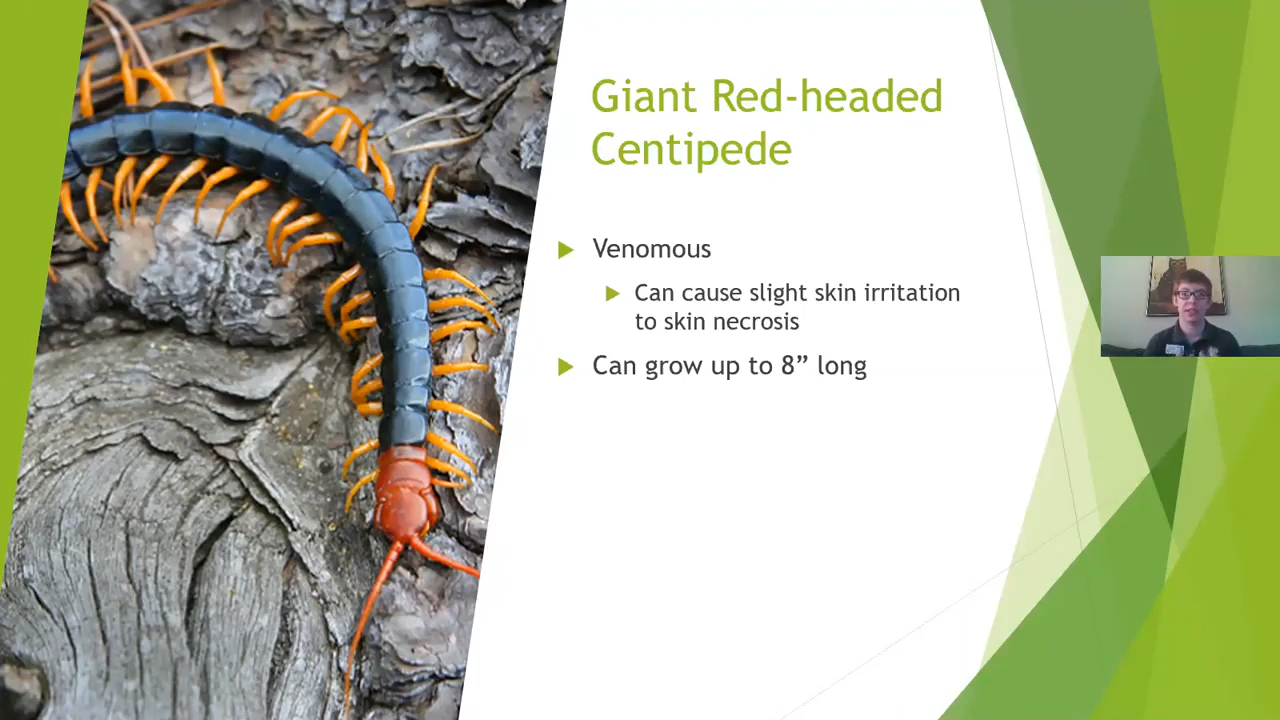 Giant Red-headed
Centipede
Venomous
Can cause slight skin irritation
to skin necrosis
Can grow up to 8” long